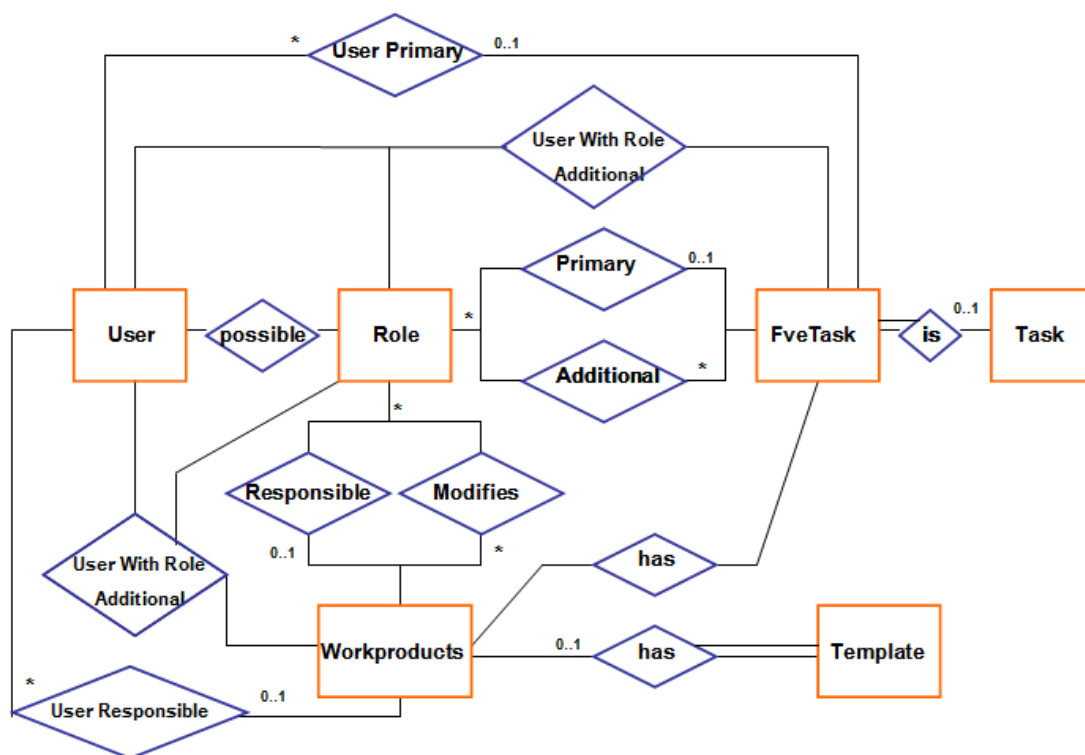 *
User Primary
0..1
User With Role
Additional
Primary
0..1
User
possible
Role
*
FveTask
is
0..1
Task
Additional
*
*
Responsible
Modifies
0..1
*
has
User With Role
Additional
Workproducts
0..1
has
Template
*
User Responsible
0..1